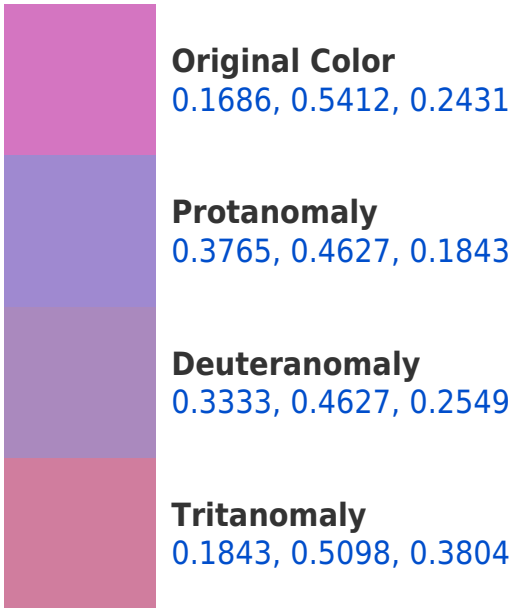 Original Color
0.1686, 0.5412, 0.2431
Protanomaly
0.3765, 0.4627, 0.1843
Deuteranomaly
0.3333, 0.4627, 0.2549
Tritanomaly
0.1843, 0.5098, 0.3804